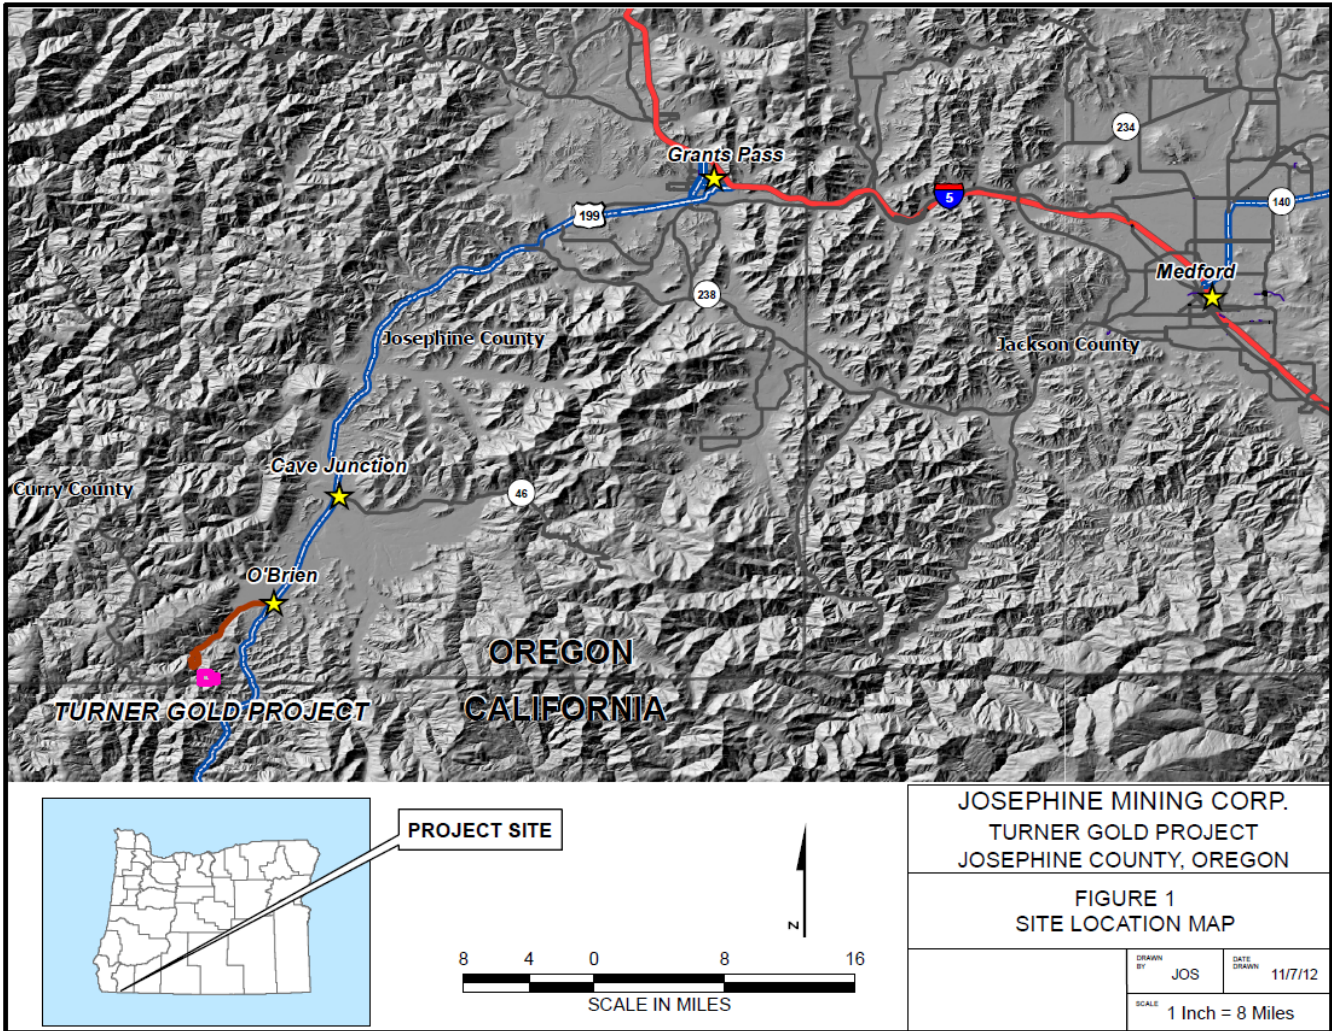 234
Grants Pass
5
140
199
Medford
238
Josephine County
Jackson County
Cave Junction
Curry County
46
O'Brien
OREGON
TURNER GOLD PROJECT
CALIFORNIA
PROJECT SITE
N
8 4 0 8 16
SCALE IN MILES
JOSEPHINE MINING CORP.
TURNER GOLD PROJECT
JOSEPHINE COUNTY, OREGON
FIGURE 1
SITE LOCATION MAP
DRAWN BY JOS
DATE DRAWN 11/7/12
SCALE 1 Inch = 8 Miles